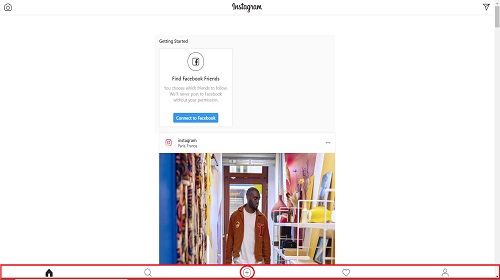 Instagram
Getting Started
Find Facebook Friends
You choose which friends to follow.
We'll never post to Facebook
without your permission.
Connect to Facebook
instagram
Paris, France